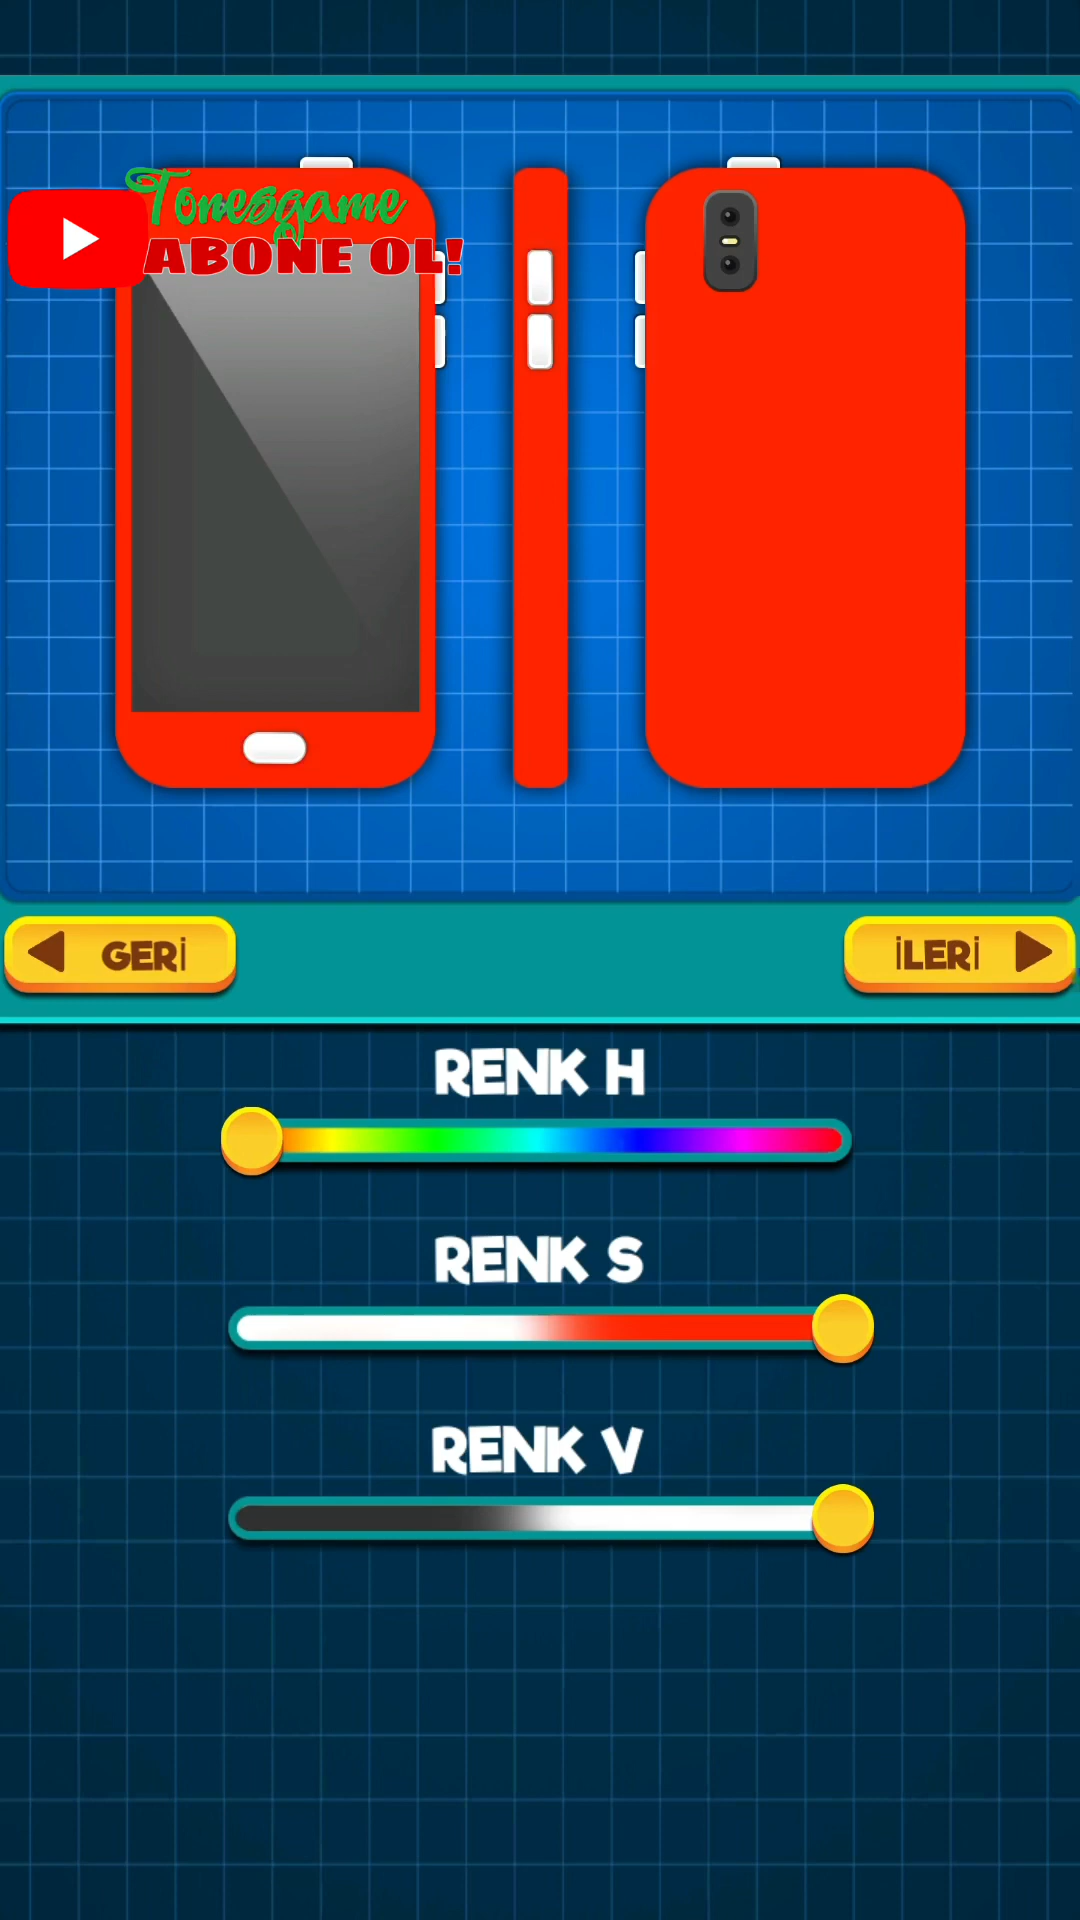 Tonesgame
ABONE OL!
GERİ
İLERİ
RENK H
RENK S
RENK V